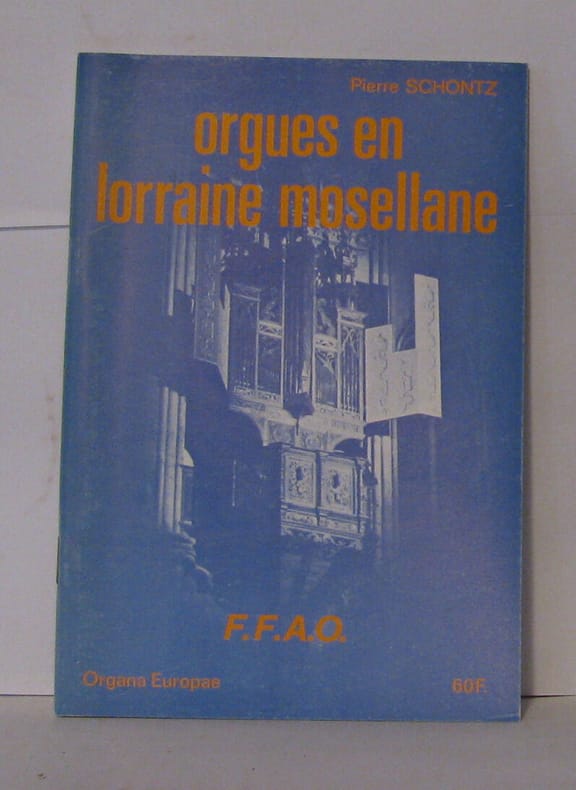 Pierre SCHONTZ
orgues en
lorraine mosellane
F.F.A.O.
Organa Europae
60F.